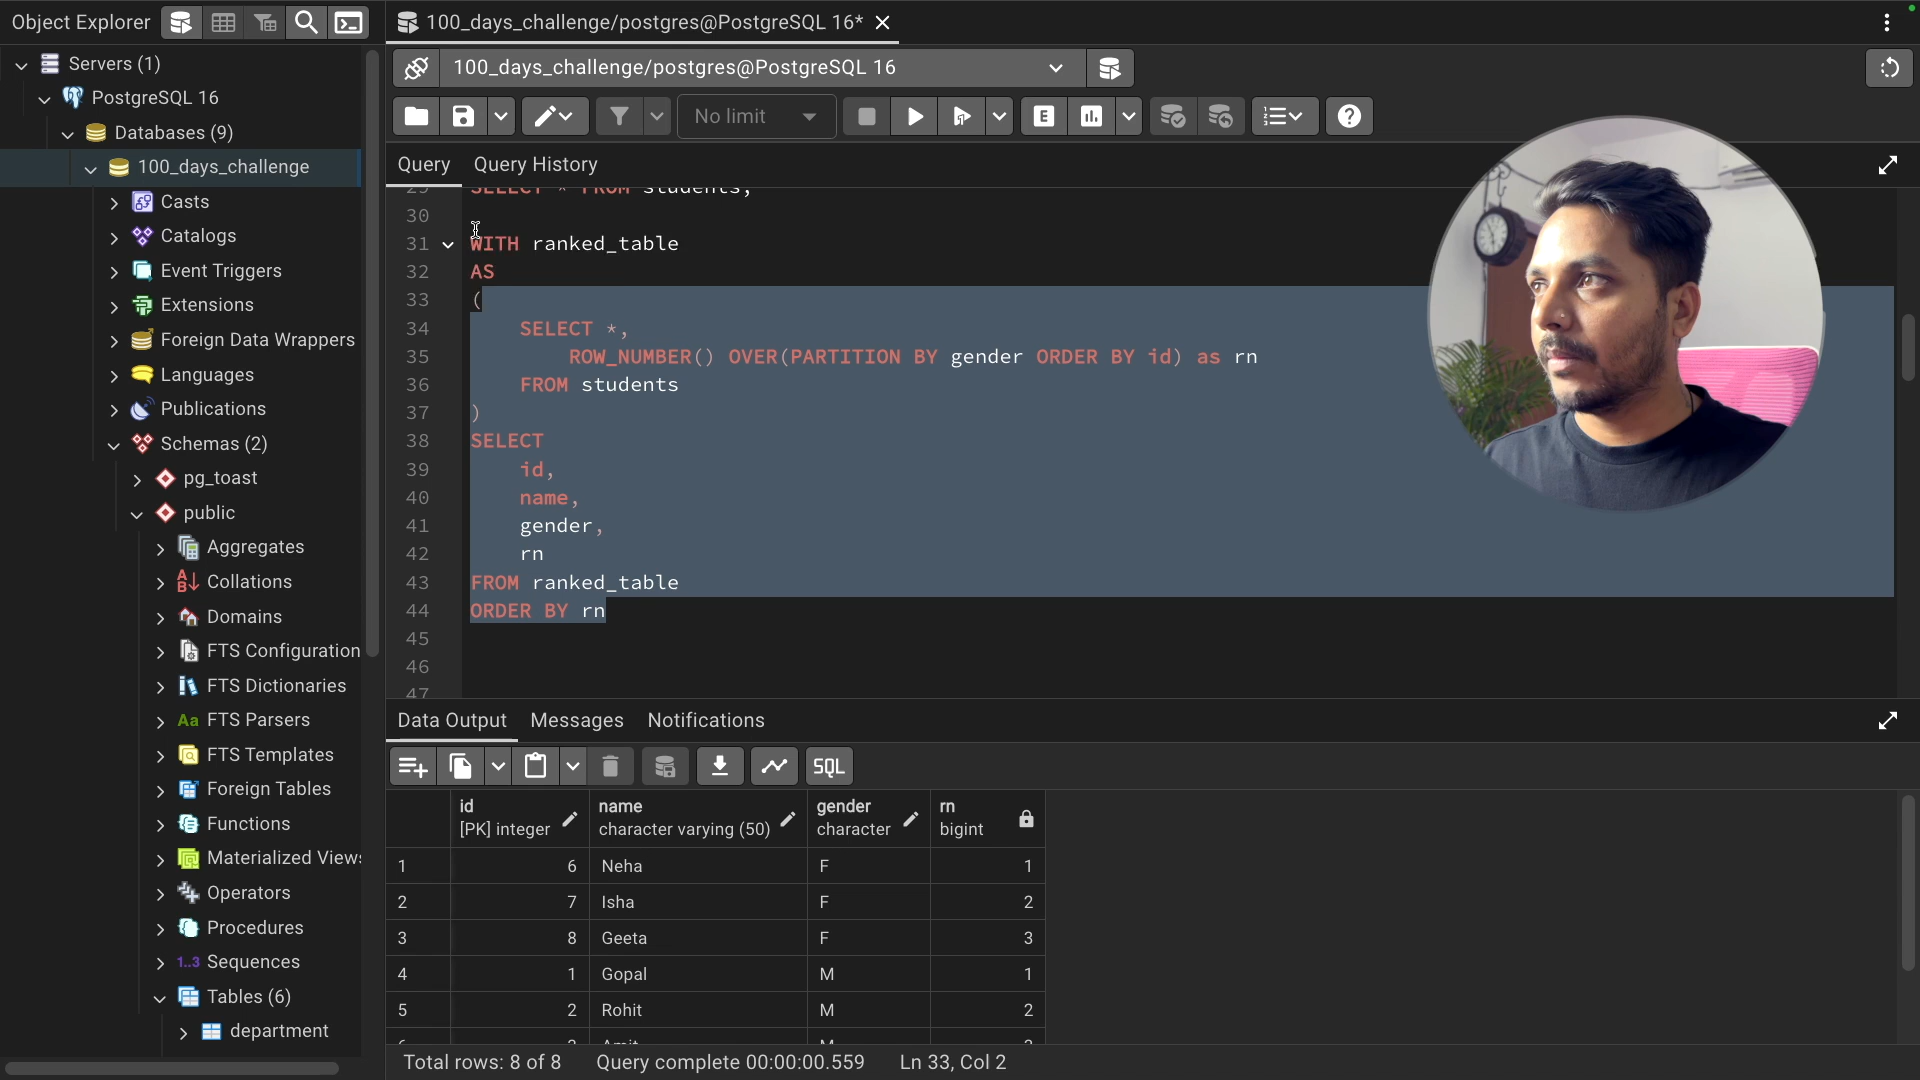 Object Explorer
100_days_challenge/postgres@PostgreSQL 16*
100_days_challenge/postgres@PostgreSQL 16
No limit
E
Query
Query History
Servers (1)
PostgreSQL 16
Databases (9)
100_days_challenge
Casts
Catalogs
Event Triggers
Extensions
Foreign Data Wrappers
Languages
Publications
Schemas (2)
pg_toast
public
Aggregates
Collations
Domains
FTS Configuration
FTS Dictionaries
Aa FTS Parsers
FTS Templates
Foreign Tables
Functions
Materialized Views
Operators
Procedures
1..3 Sequences
Tables (6)
department
29 SELECT * FROM students;
30
31 WITH ranked_table
32 AS
33 (
34 SELECT *,
35 ROW_NUMBER() OVER(PARTITION BY gender ORDER BY id) as rn
36 FROM students
37 )
38 SELECT
39 id,
40 name,
41 gender,
42 rn
43 FROM ranked_table
44 ORDER BY rn
45
46
47
Data Output
Messages
Notifications
SQL
id [PK] integer
name character varying (50)
gender character
rn bigint
1 6 Neha F 1
2 7 Isha F 2
3 8 Geeta F 3
4 1 Gopal M 1
5 2 Rohit M 2
Total rows: 8 of 8
Query complete 00:00:00.559
Ln 33, Col 2